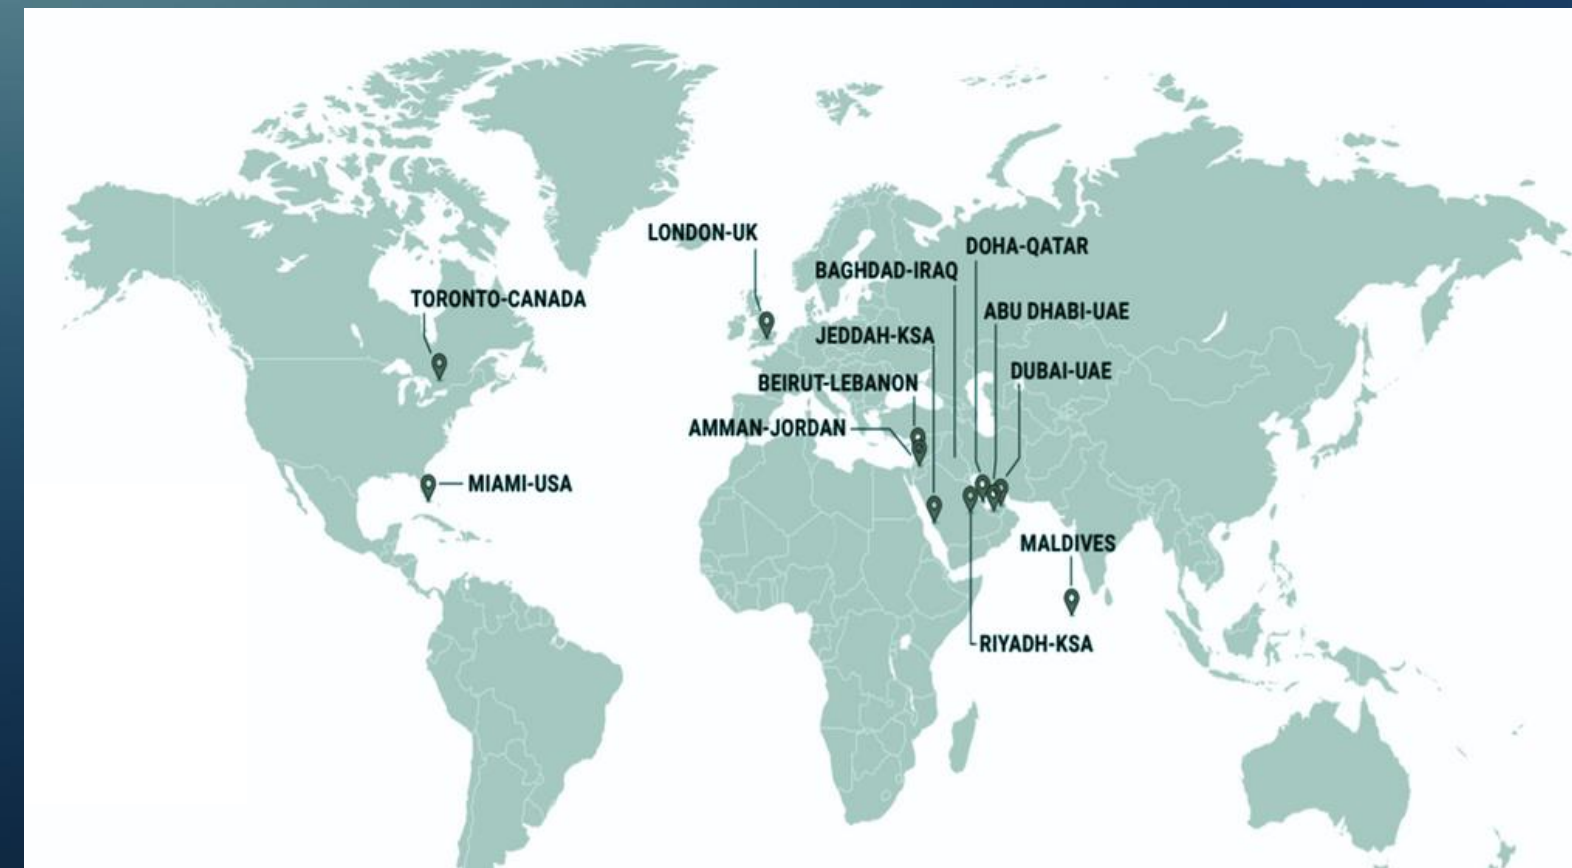 LONDON-UK
DOHA-QATAR
BAGHDAD-IRAQ
TORONTO-CANADA
ABU DHABI-UAE
JEDDAH-KSA
DUBAI-UAE
BEIRUT-LEBANON
AMMAN-JORDAN
MIAMI-USA
MALDIVES
RIYADH-KSA